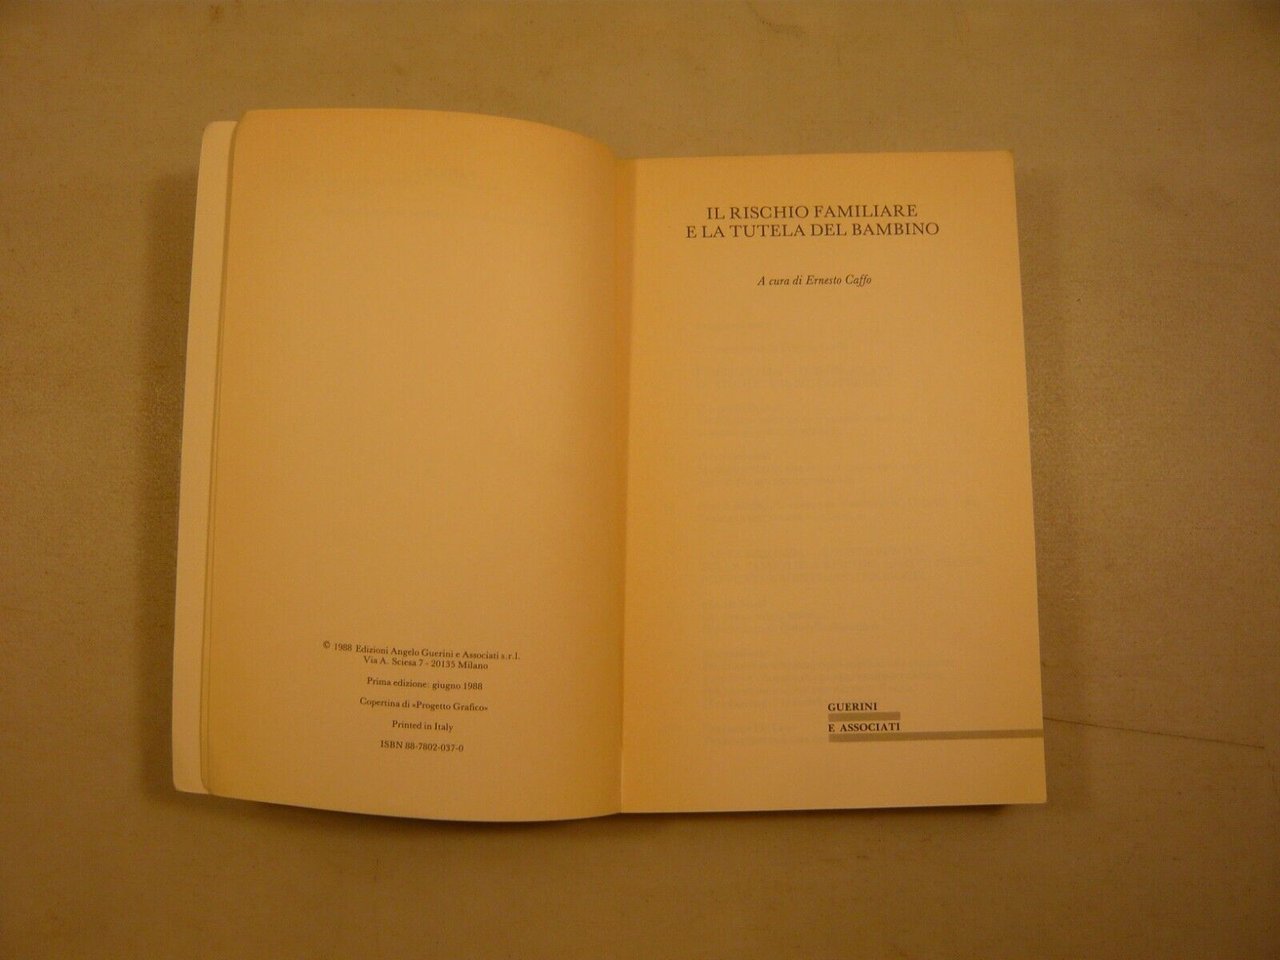 © 1988 Edizioni Angelo Guerini e Associati s.r.l.
Via A. Sciesa 7 - 20135 Milano
Prima edizione: giugno 1988
Copertina di «Progetto Grafico»
Printed in Italy
ISBN 88-7802-037-0
IL RISCHIO FAMILIARE
E LA TUTELA DEL BAMBINO
A cura di Ernesto Caffo
GUERINI
E ASSOCIATI